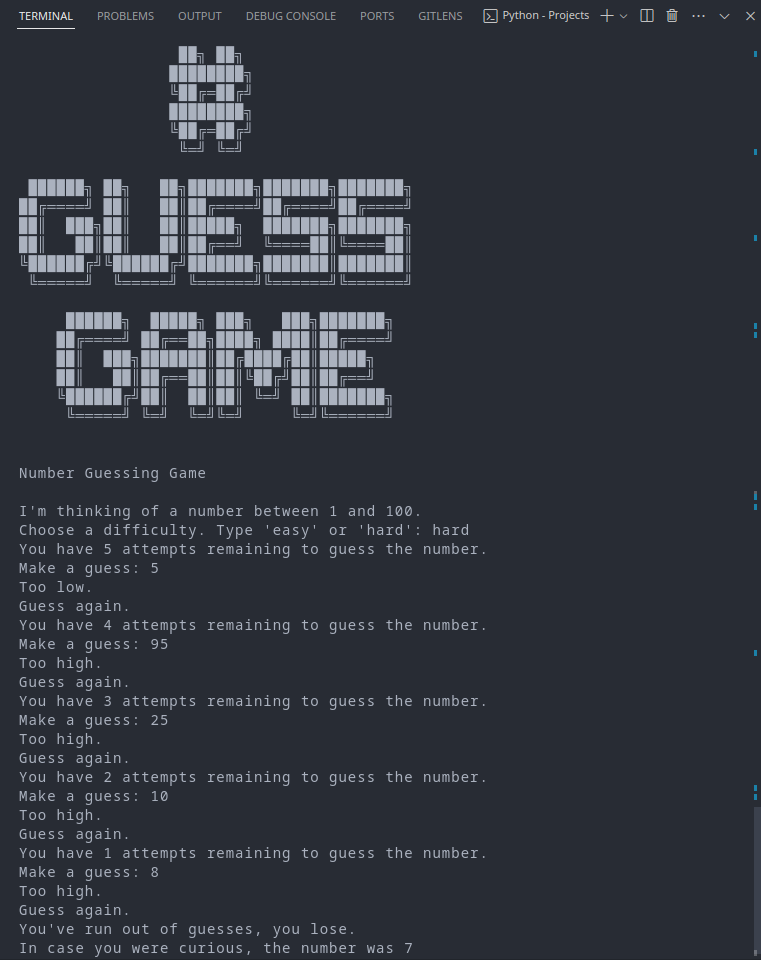 TERMINAL PROBLEMS OUTPUT DEBUG CONSOLE PORTS GITLENS Python - Projects
#
GUESS
GAME
Number Guessing Game
I'm thinking of a number between 1 and 100.
Choose a difficulty. Type 'easy' or 'hard': hard
You have 5 attempts remaining to guess the number.
Make a guess: 5
Too low.
Guess again.
You have 4 attempts remaining to guess the number.
Make a guess: 95
Too high.
Guess again.
You have 3 attempts remaining to guess the number.
Make a guess: 25
Too high.
Guess again.
You have 2 attempts remaining to guess the number.
Make a guess: 10
Too high.
Guess again.
You have 1 attempts remaining to guess the number.
Make a guess: 8
Too high.
Guess again.
You've run out of guesses, you lose.
In case you were curious, the number was 7